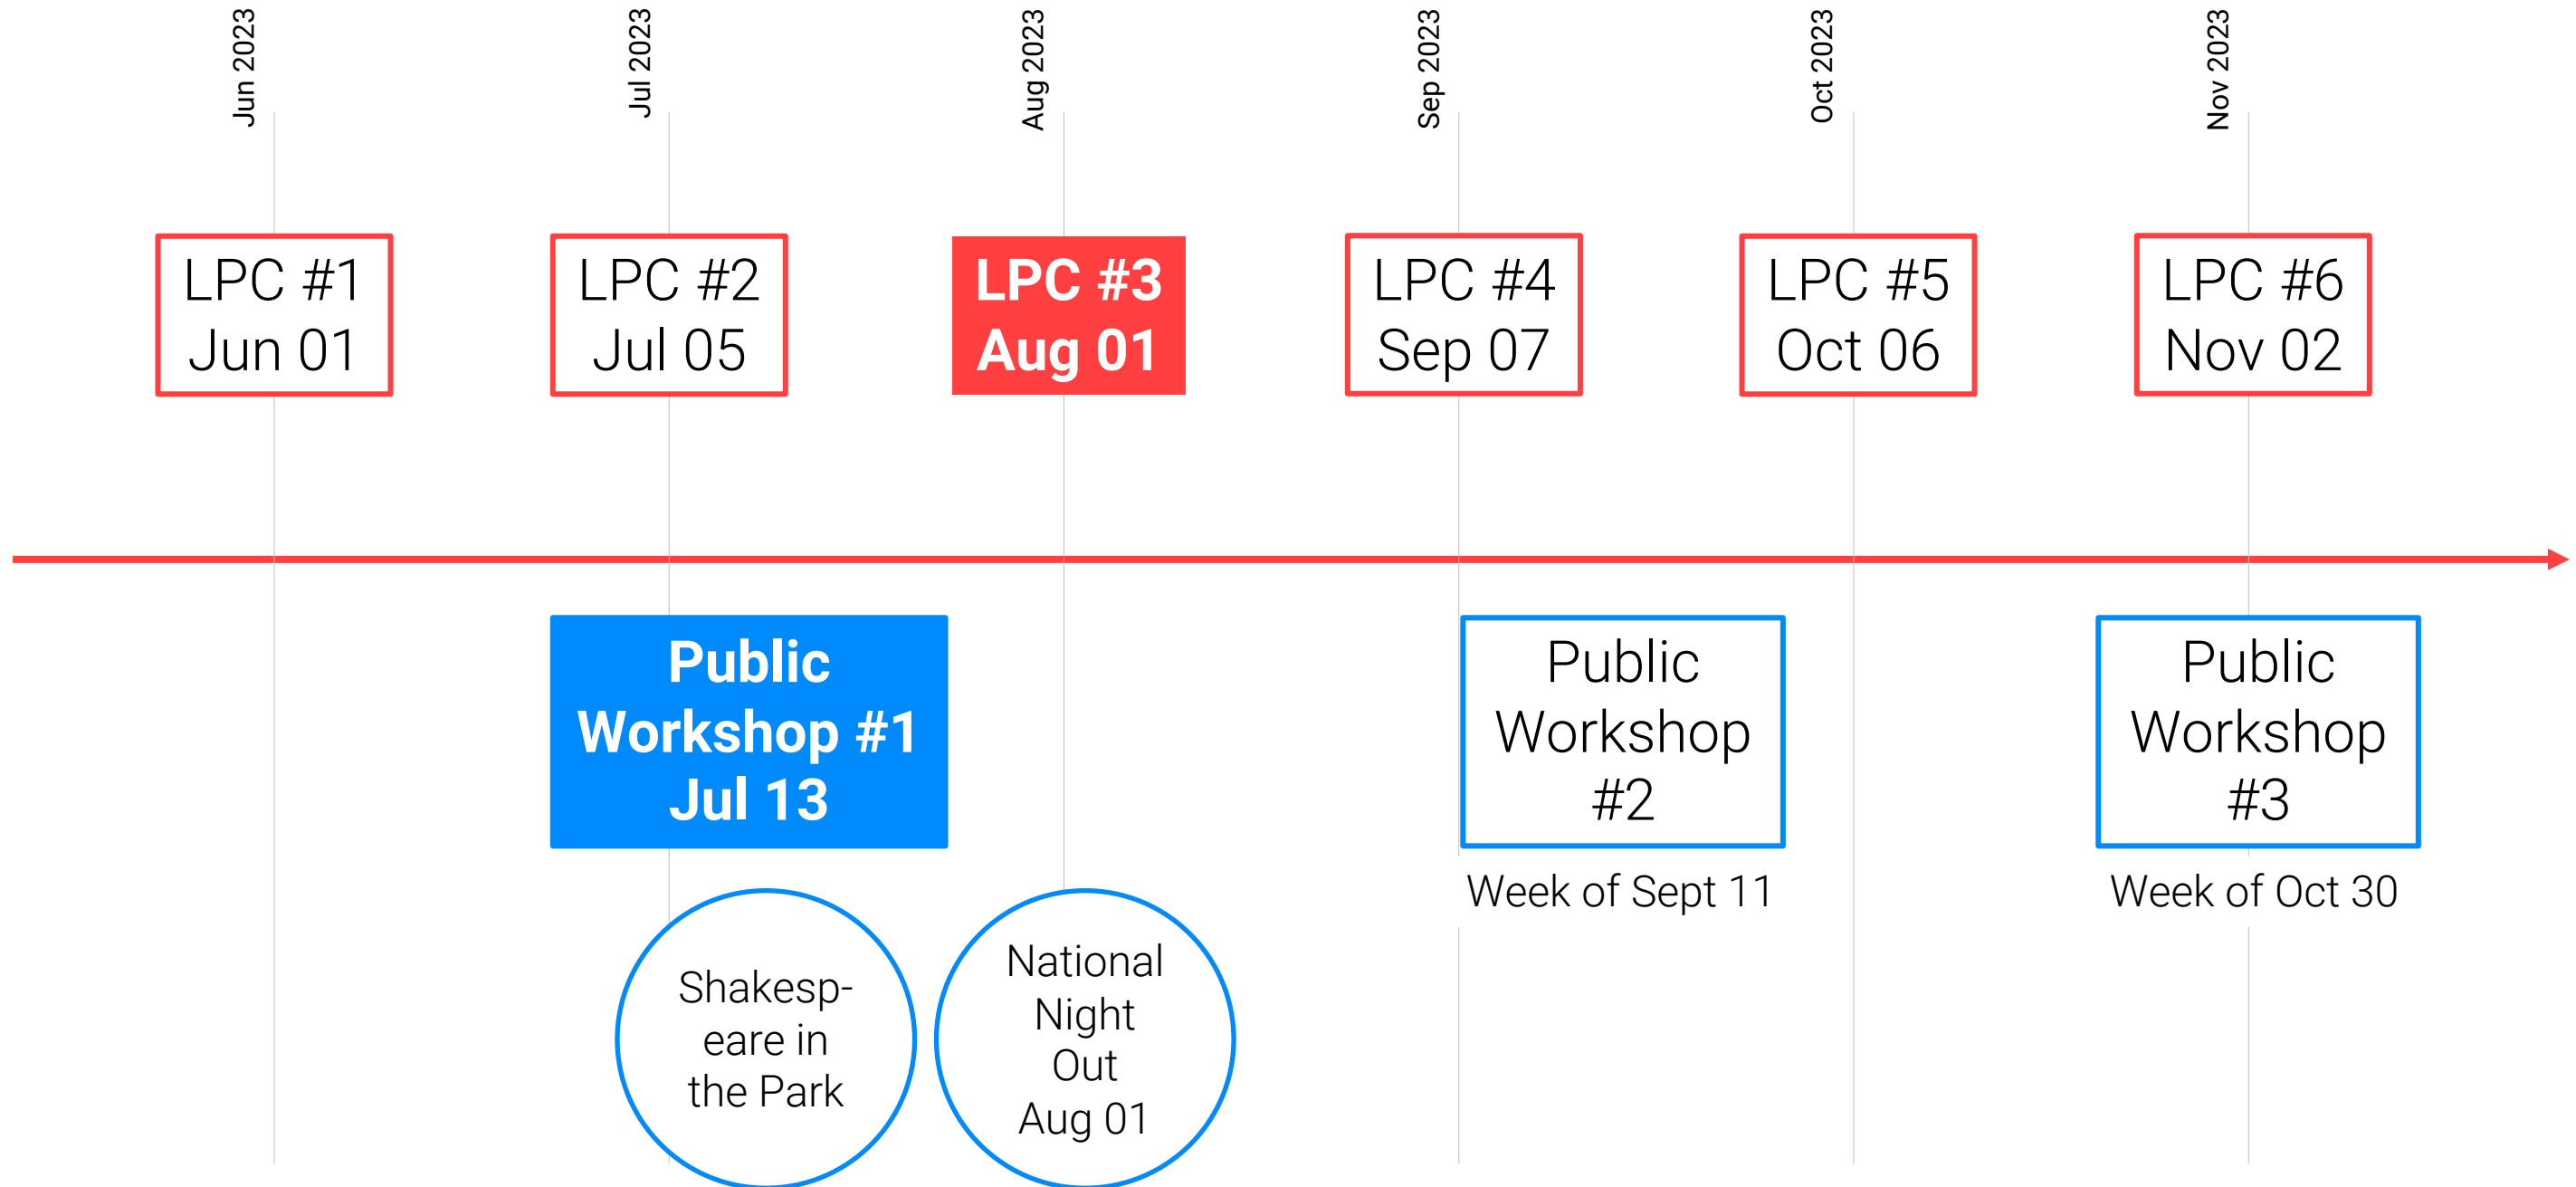 Jun 2023
Jul 2023
Aug 2023
Sep 2023
Oct 2023
Nov 2023
LPC #1
Jun 01
LPC #2
Jul 05
LPC #3
Aug 01
LPC #4
Sep 07
LPC #5
Oct 06
LPC #6
Nov 02
Public
Workshop #1
Jul 13
Public
Workshop
#2
Week of Sept 11
Public
Workshop
#3
Week of Oct 30
Shakesp-
eare in
the Park
National
Night
Out
Aug 01